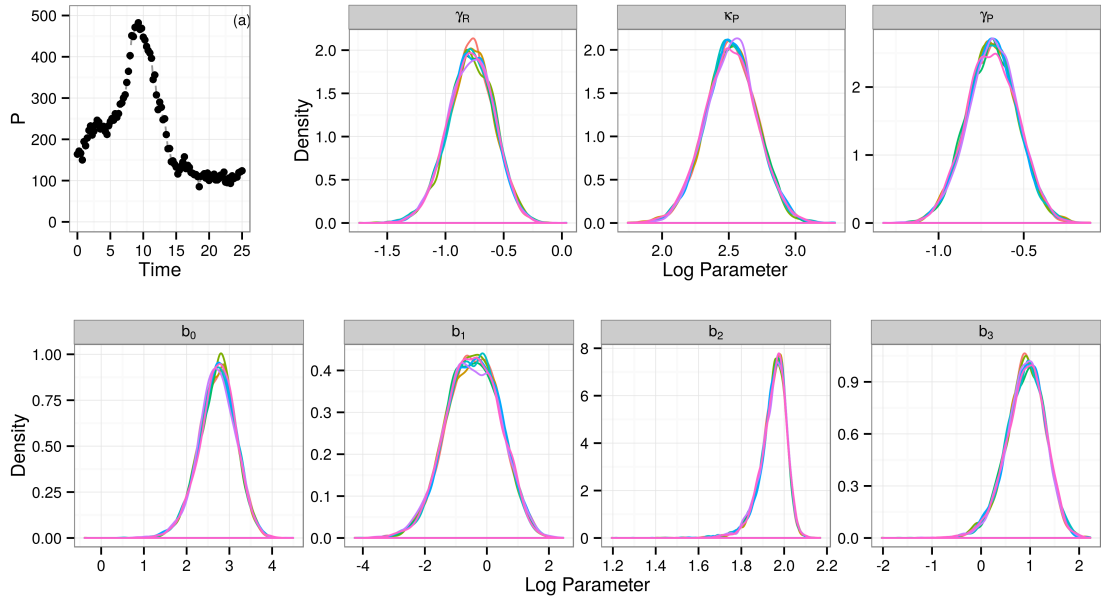 (a)
P
500
400
300
200
100
0
0 5 10 15 20 25
Time
γR κP γP
Density
2.0
1.5
1.0
0.5
0.0
-1.5 -1.0 -0.5 0.0
2.0
1.5
1.0
0.5
0.0
2.0 2.5 3.0
2
1
0
-1.0 -0.5
Log Parameter
b0 b1 b2 b3
Density
1.00
0.75
0.50
0.25
0.00
0 1 2 3 4
0.4
0.3
0.2
0.1
0.0
-4 -2 0 2
8
6
4
2
0
1.2 1.4 1.6 1.8 2.0 2.2
0.9
0.6
0.3
0.0
-2 -1 0 1 2
Log Parameter